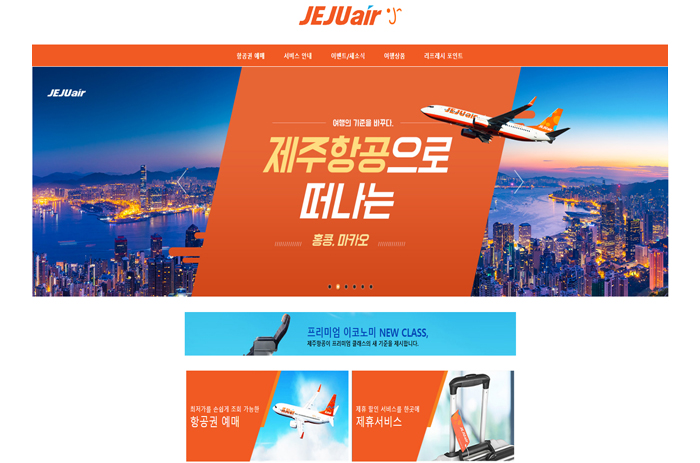 JEJUair
항공권 예매 서비스 안내 이벤트/새소식 여행상품 리프레시 포인트
JEJUair
JEJUair
여행의 기준을 바꾸다.
제주항공으로
떠나는
홍콩, 마카오
프리미엄 이코노미 NEW CLASS,
제주항공이 프리미엄 클래스의 새 기준을 제시합니다.
최저가를 손쉽게 조회 가능한
항공권 예매
제휴 할인 서비스를 한곳에
제휴서비스